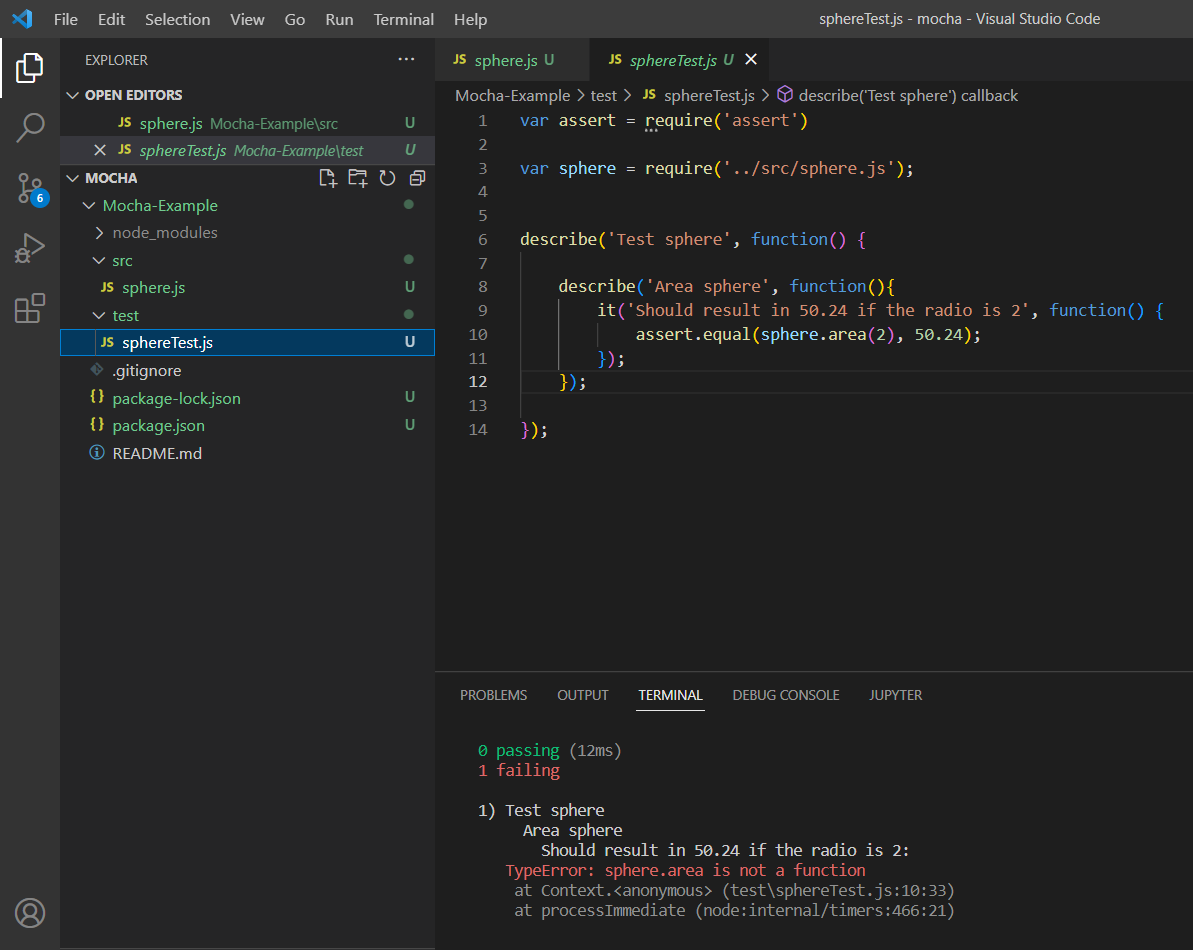 File Edit Selection View Go Run Terminal Help
sphereTest.js - mocha - Visual Studio Code
EXPLORER ...
OPEN EDITORS
JS sphere.js Mocha-Example\src U
JS sphereTest.js Mocha-Example\test U
MOCHA
Mocha-Example
node_modules
src
JS sphere.js U
test
JS sphereTest.js U
.gitignore
{} package-lock.json U
{} package.json U
README.md
6
JS sphere.js U
JS sphereTest.js U
Mocha-Example > test > JS sphereTest.js > describe('Test sphere') callback
1 var assert = require('assert')
2
3 var sphere = require('../src/sphere.js');
4
5
6 describe('Test sphere', function() {
7
8 describe('Area sphere', function(){
9 it('Should result in 50.24 if the radio is 2', function() {
10 assert.equal(sphere.area(2), 50.24);
11 });
12 });
13
14 });
PROBLEMS OUTPUT TERMINAL DEBUG CONSOLE JUPYTER
0 passing (12ms)
1 failing
1) Test sphere
Area sphere
Should result in 50.24 if the radio is 2:
TypeError: sphere.area is not a function
at Context.<anonymous> (test\sphereTest.js:10:33)
at processImmediate (node:internal/timers:466:21)